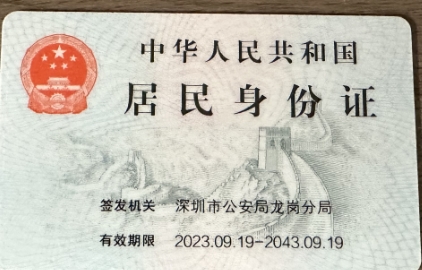 中华人民共和国
居民身份证
签发机关 深圳市公安局龙岗分局
有效期限 2023.09.19-2043.09.19